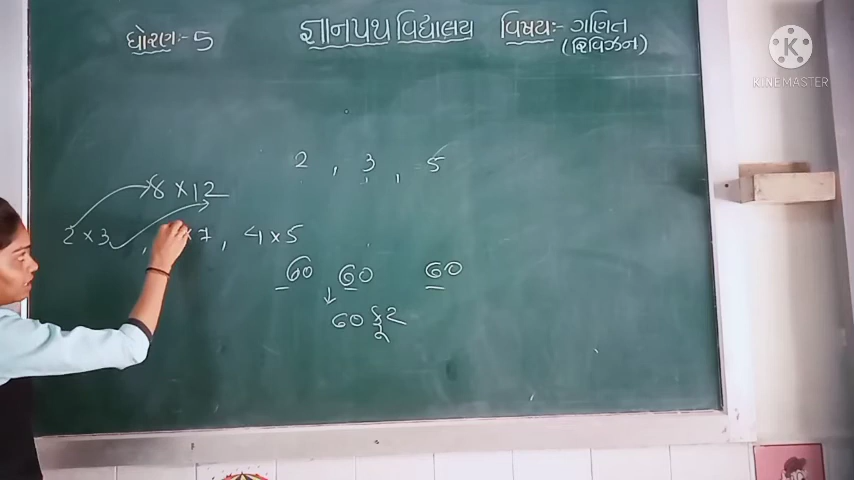 ધોરણ:- 5 જ્ઞાનપથ વિદ્યાલય વિષય:- ગણિત
(રિવિઝન)
2 , 3 , 5
8 × 12
2 × 3 , × 7 , 4 × 5
60 60 60
60 ફૂટ
KINEMASTER